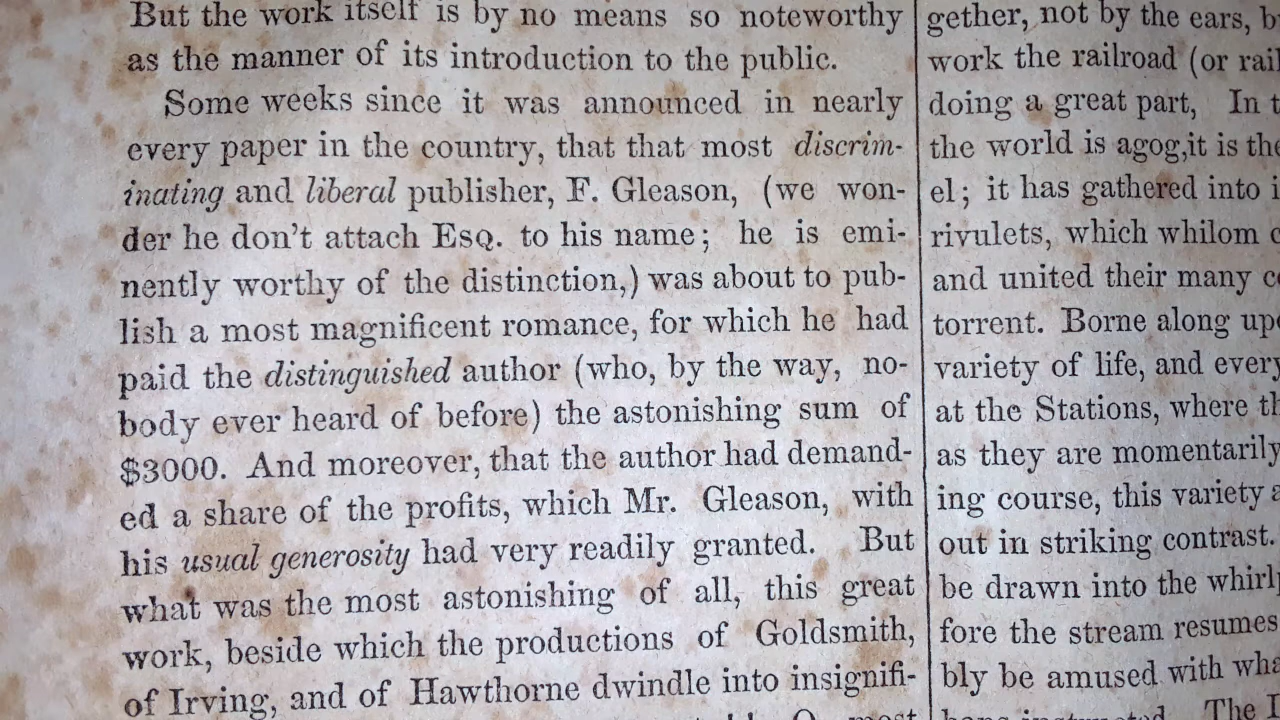 But the work itself is by no means so noteworthy
as the manner of its introduction to the public.
Some weeks since it was announced in nearly
every paper in the country, that that most discrim-
inating and liberal publisher, F. Gleason, (we won-
der he don't attach Esq. to his name; he is emi-
nently worthy of the distinction,) was about to pub-
lish a most magnificent romance, for which he had
paid the distinguished author (who, by the way, no-
body ever heard of before) the astonishing sum of
$3000. And moreover, that the author had demand-
ed a share of the profits, which Mr. Gleason, with
his usual generosity had very readily granted. But
what was the most astonishing of all, this great
work, beside which the productions of Goldsmith,
of Irving, and of Hawthorne dwindle into insignifi-
most
gether, not by the ears,
work the railroad (or
doing a great part, In
the world is agog,it is
el; it has gathered into
rivulets, which whilom
and united their many
torrent. Borne along
variety of life, and every
at the Stations, where
as they are momentarily
ing course, this variety
out in striking contrast.
be drawn into the
fore the stream resumes
bly be amused with
The